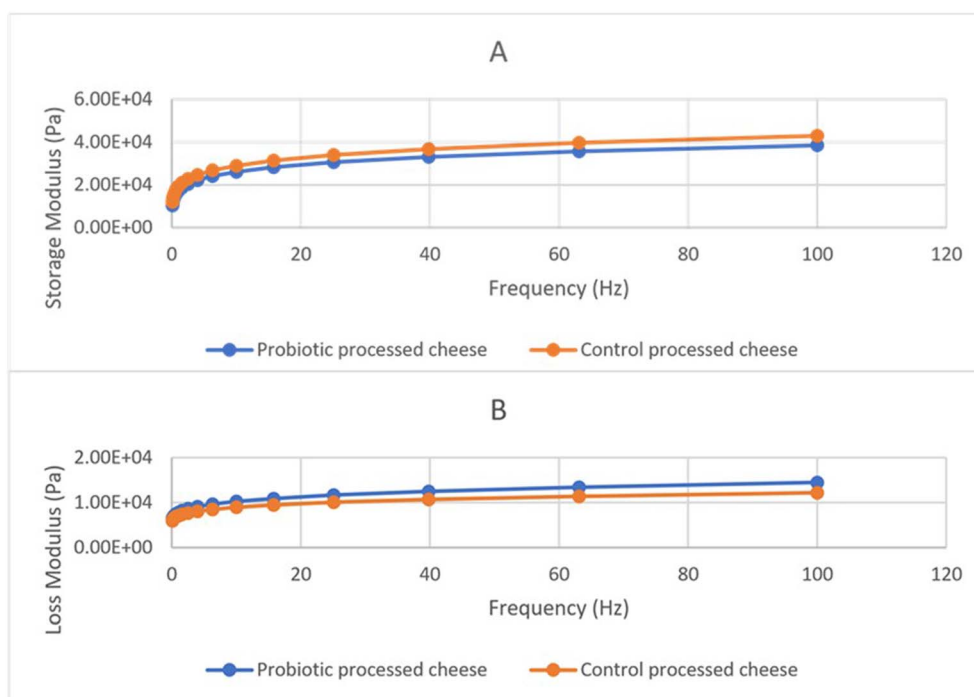 A
Storage Modulus (Pa)
6.00E+04
4.00E+04
2.00E+04
0.00E+00
0 20 40 60 80 100 120
Frequency (Hz)
Probiotic processed cheese Control processed cheese
B
Loss Modulus (Pa)
2.00E+04
1.00E+04
0.00E+00
0 20 40 60 80 100 120
Frequency (Hz)
Probiotic processed cheese Control processed cheese